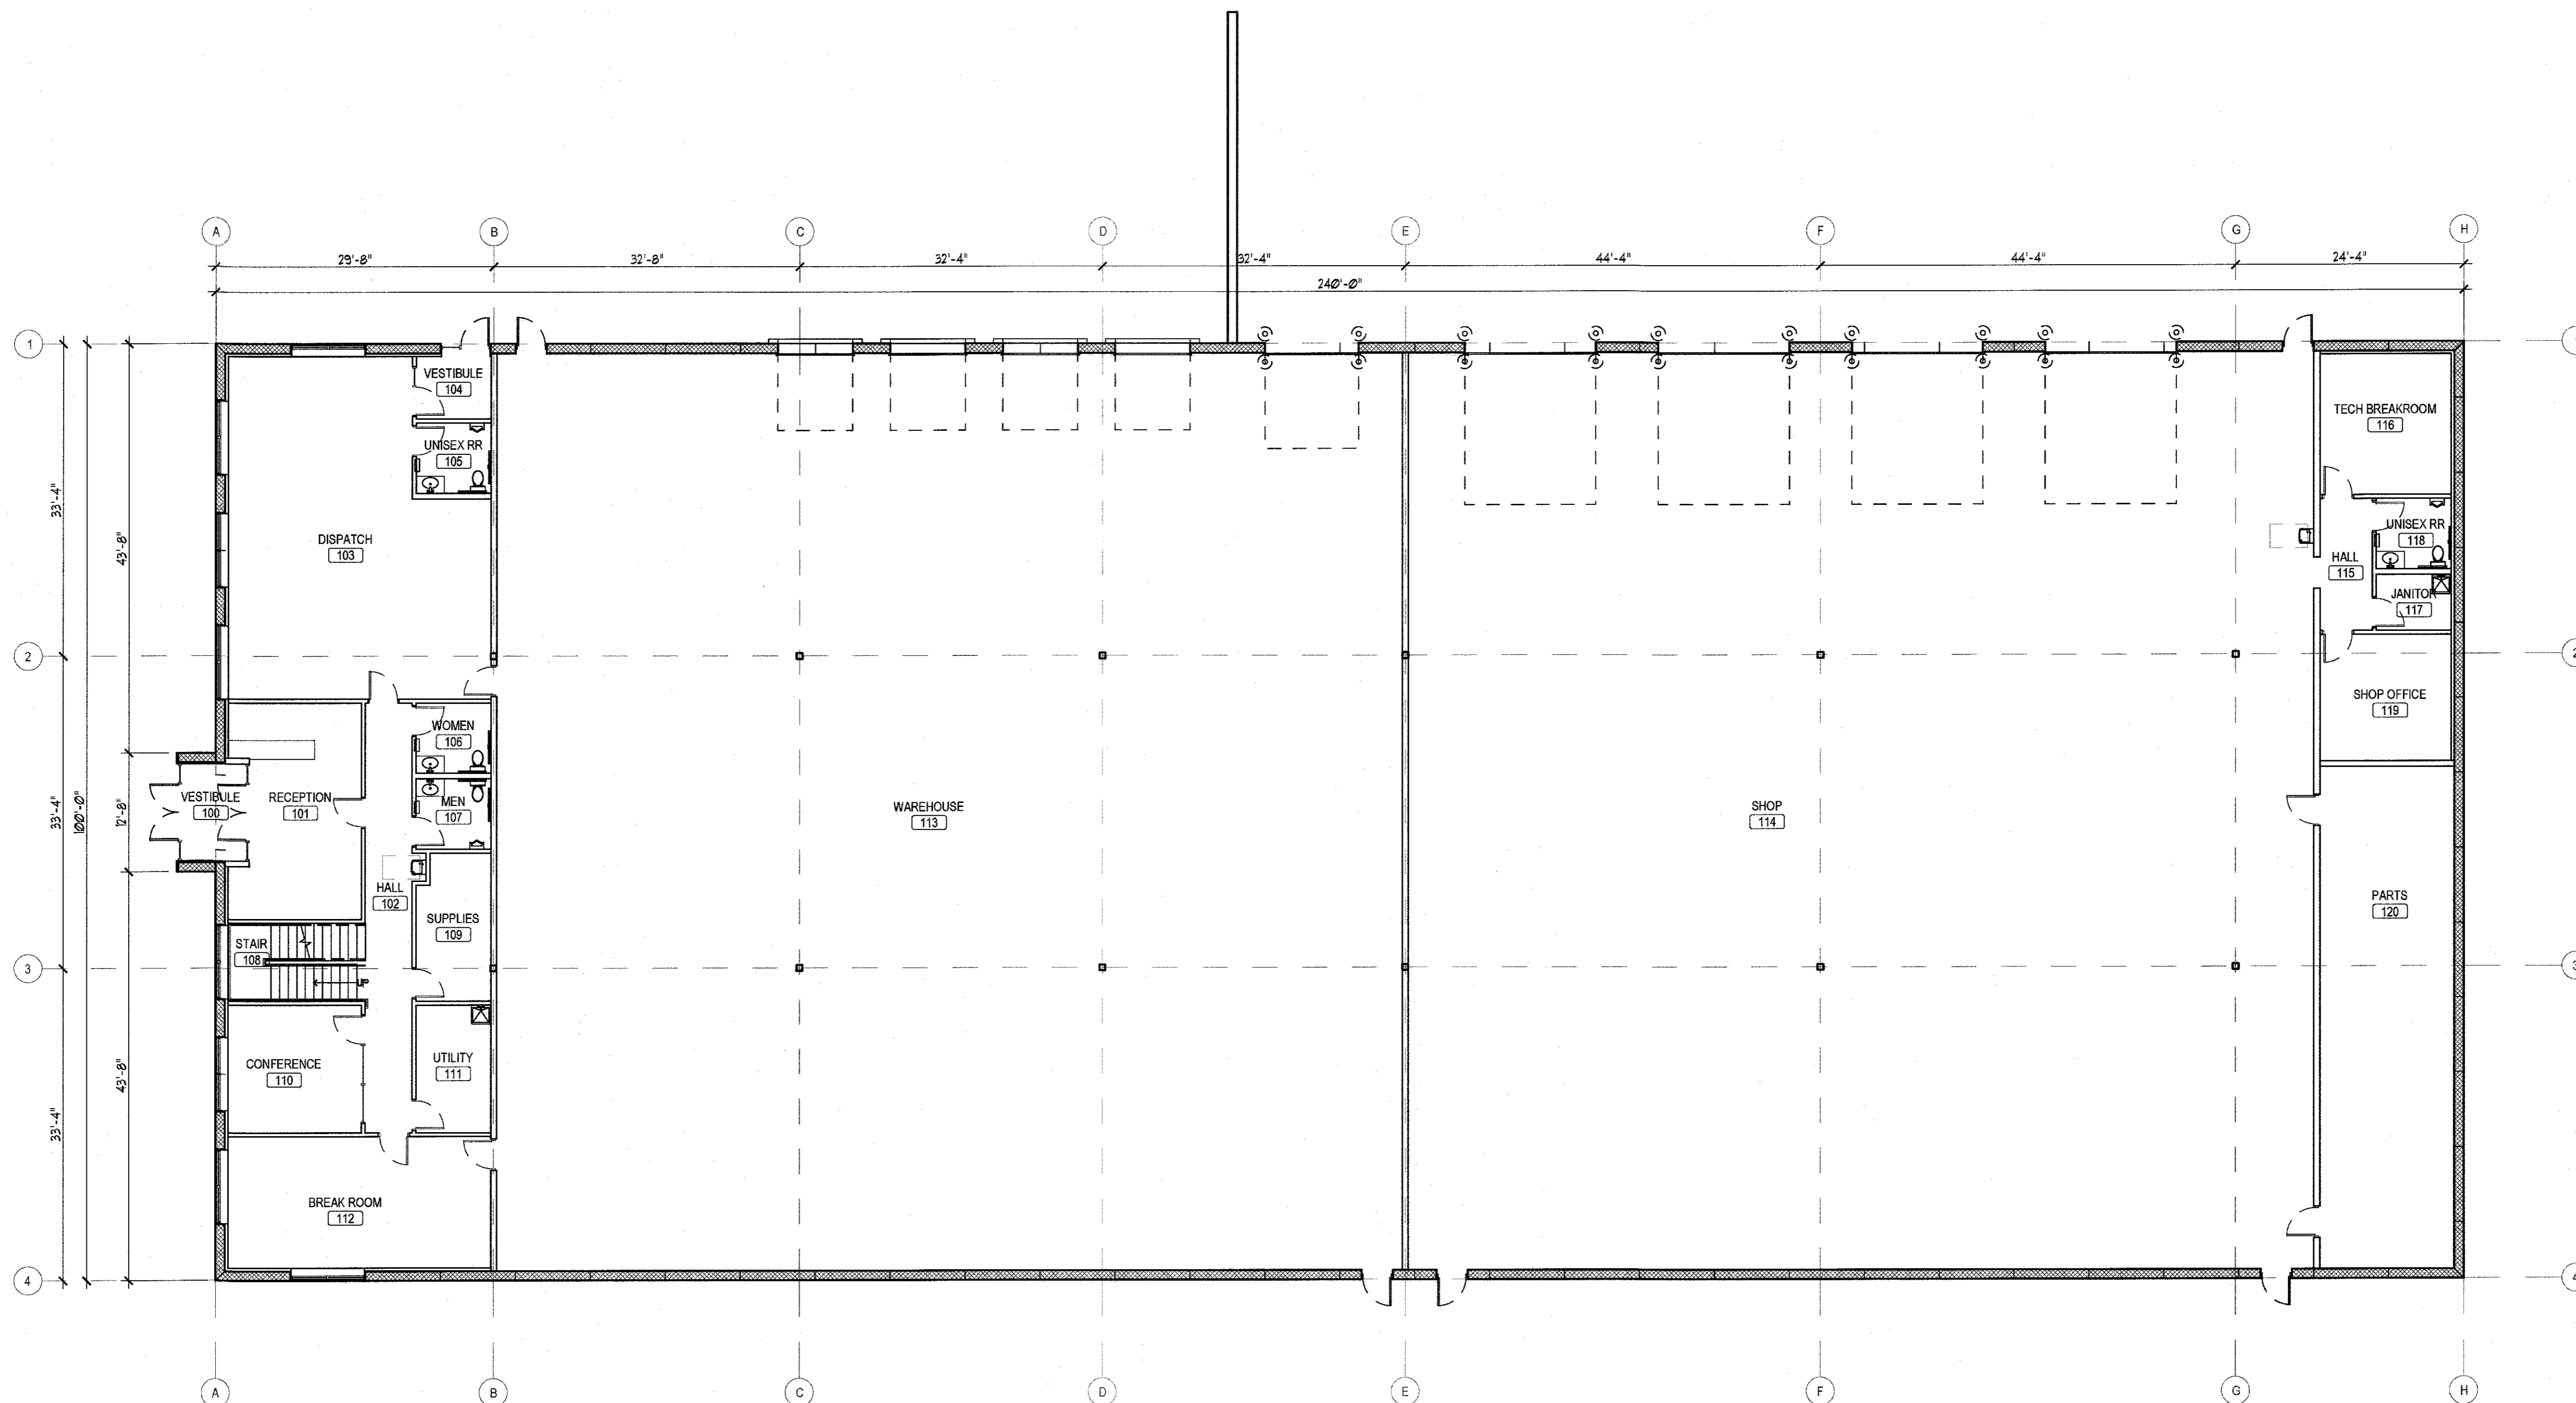 A B C D E F G H
29'-8" 32'-8" 32'-4" 32'-4" 44'-4" 44'-4" 24'-4"
240'-0"
1
VESTIBULE
104
TECH BREAKROOM
116
UNISEX RR
105
33'-4"
43'-8"
DISPATCH
103
UNISEX RR
118
HALL
115
JANITOR
117
2
2
SHOP OFFICE
119
WOMEN
106
VESTIBULE
100
RECEPTION
101
MEN
107
33'-4"
100'-0"
12'-8"
WAREHOUSE
113
SHOP
114
HALL
102
SUPPLIES
109
PARTS
120
STAIR
108
3
3
UP
CONFERENCE
110
UTILITY
111
33'-4"
43'-8"
BREAK ROOM
112
4
4
A B C D E F G H